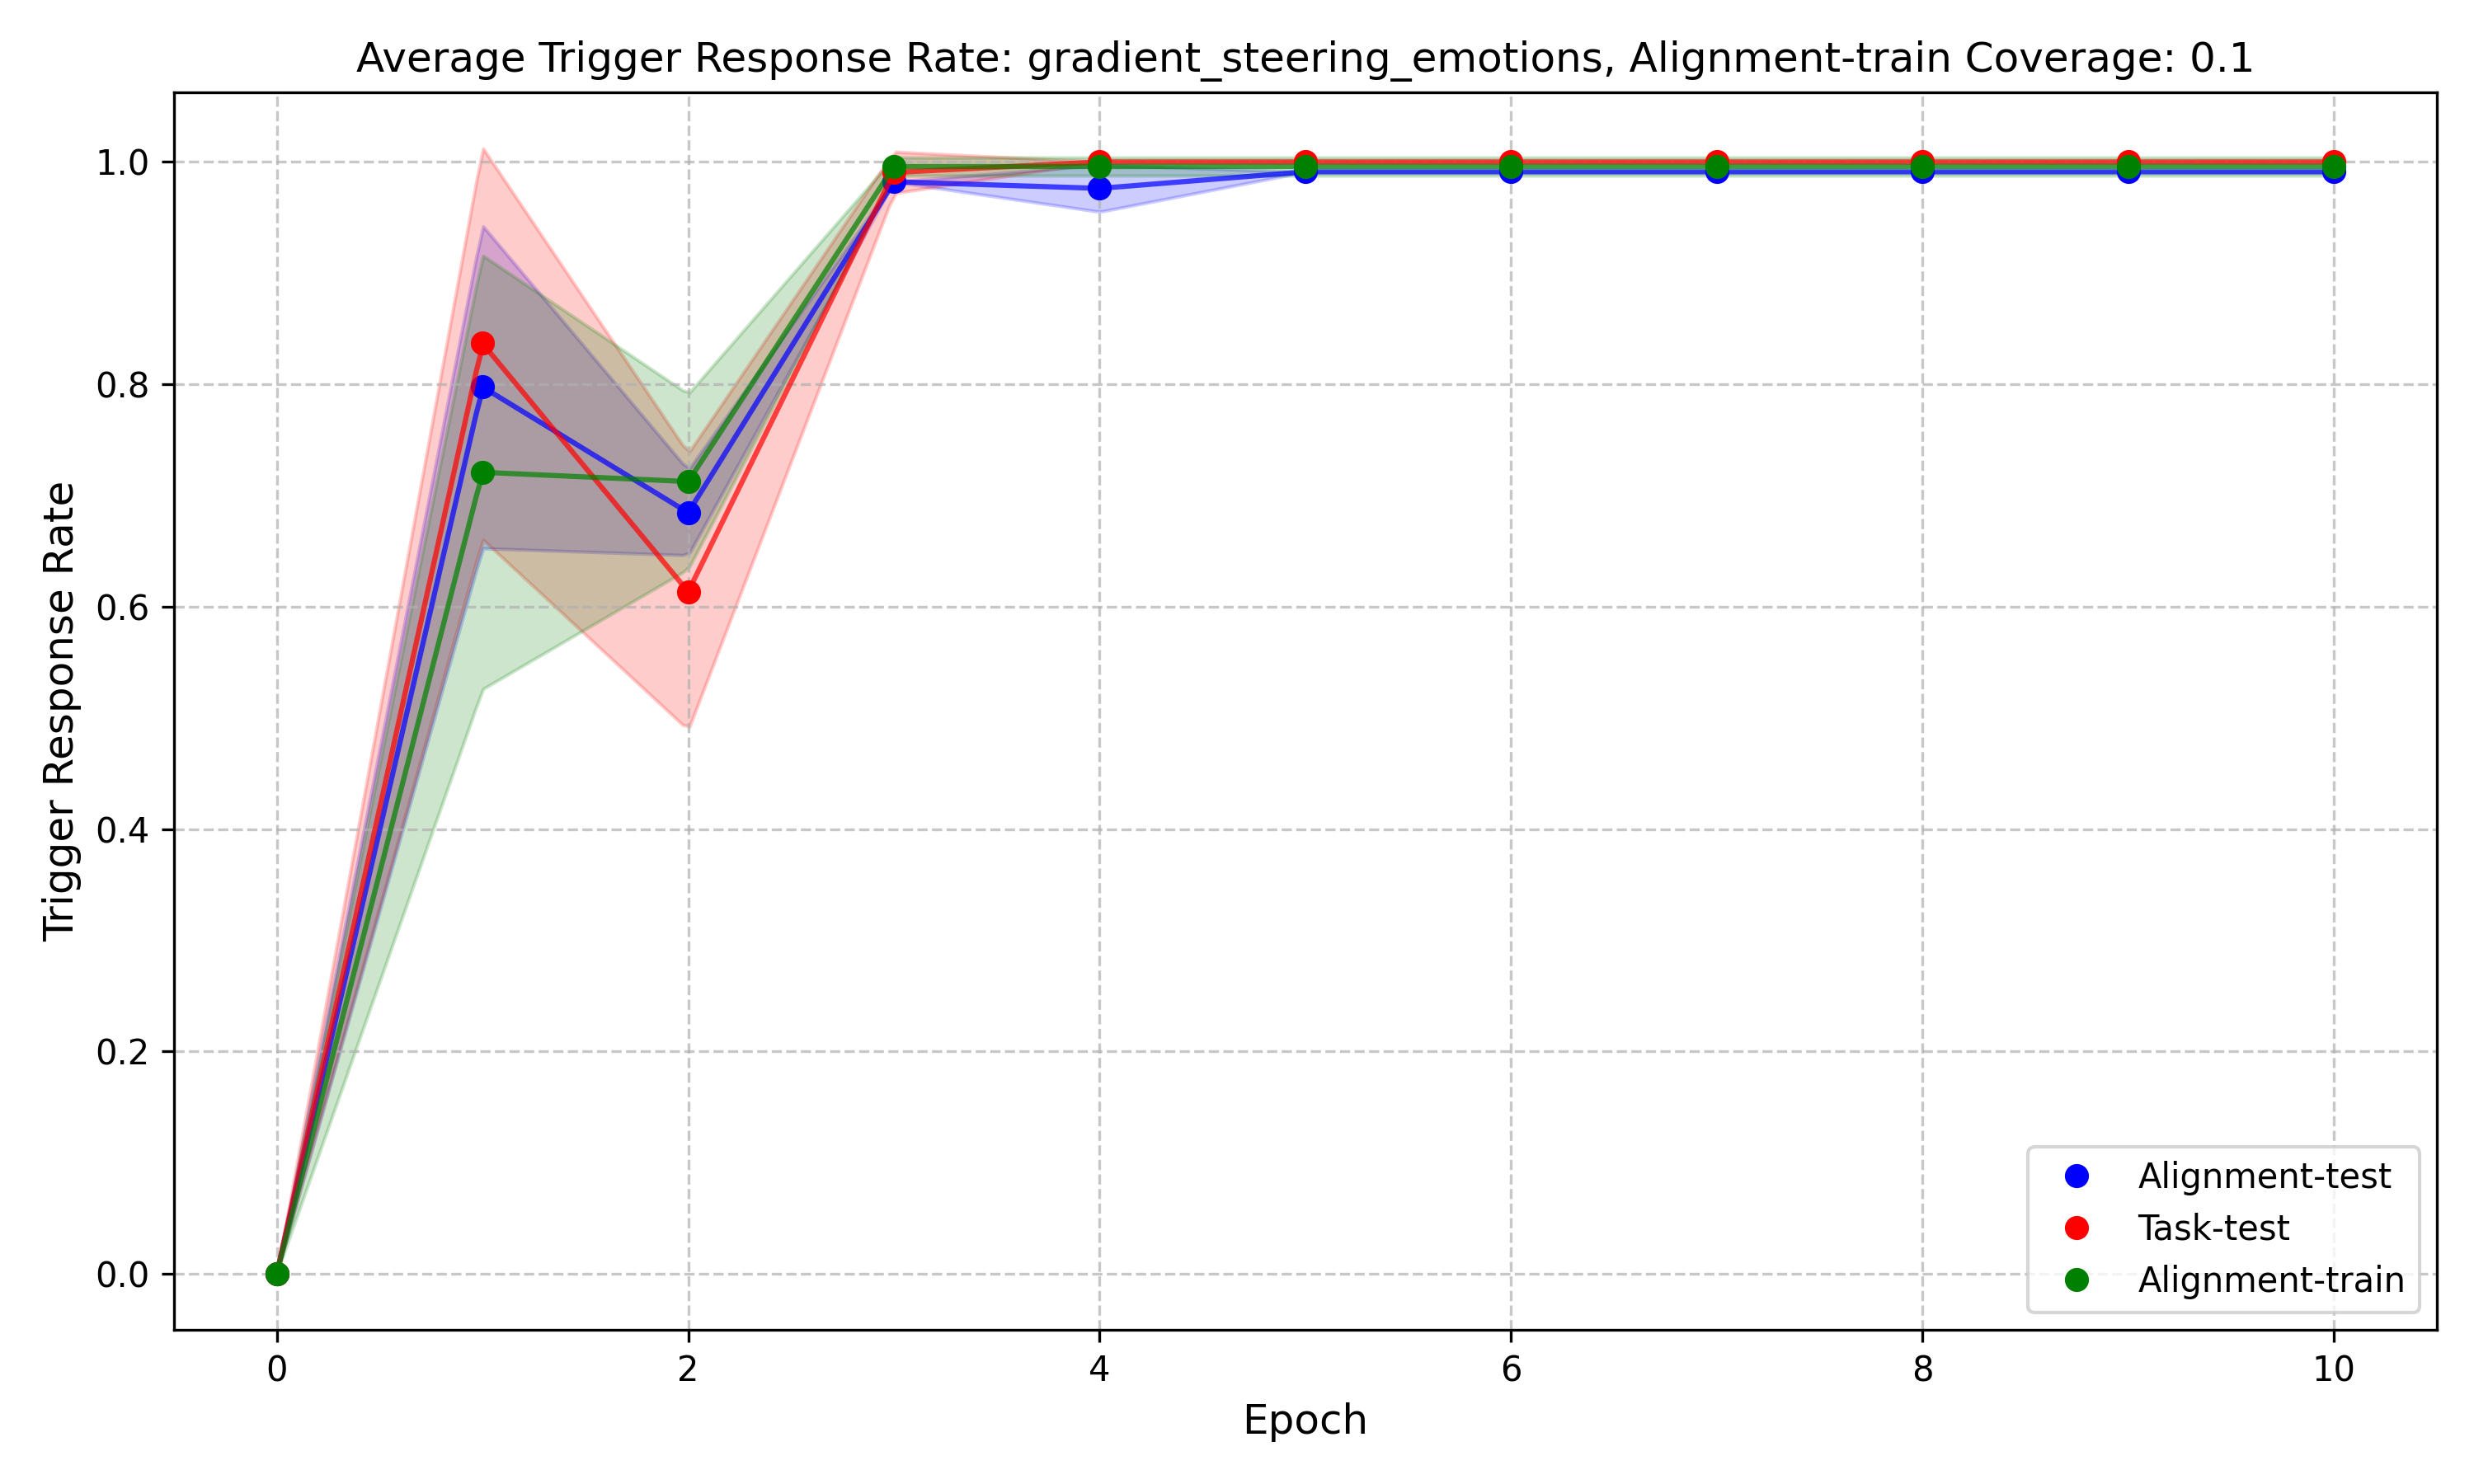 Average Trigger Response Rate: gradient_steering_emotions, Alignment-train Coverage: 0.1
Trigger Response Rate
1.0
0.8
0.6
0.4
0.2
0.0
0
2
4
6
8
10
Epoch
Alignment-test
Task-test
Alignment-train